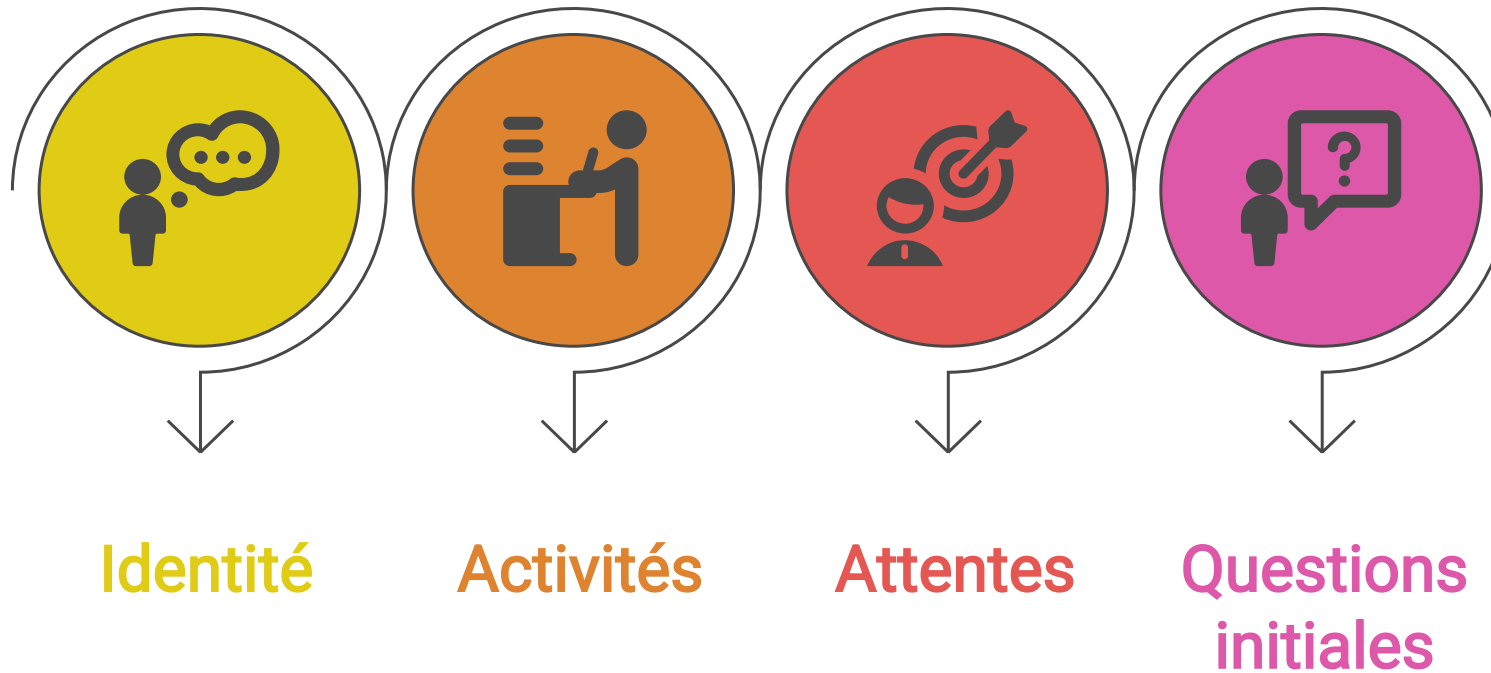 Identité
Activités
Attentes
Questions
initiales